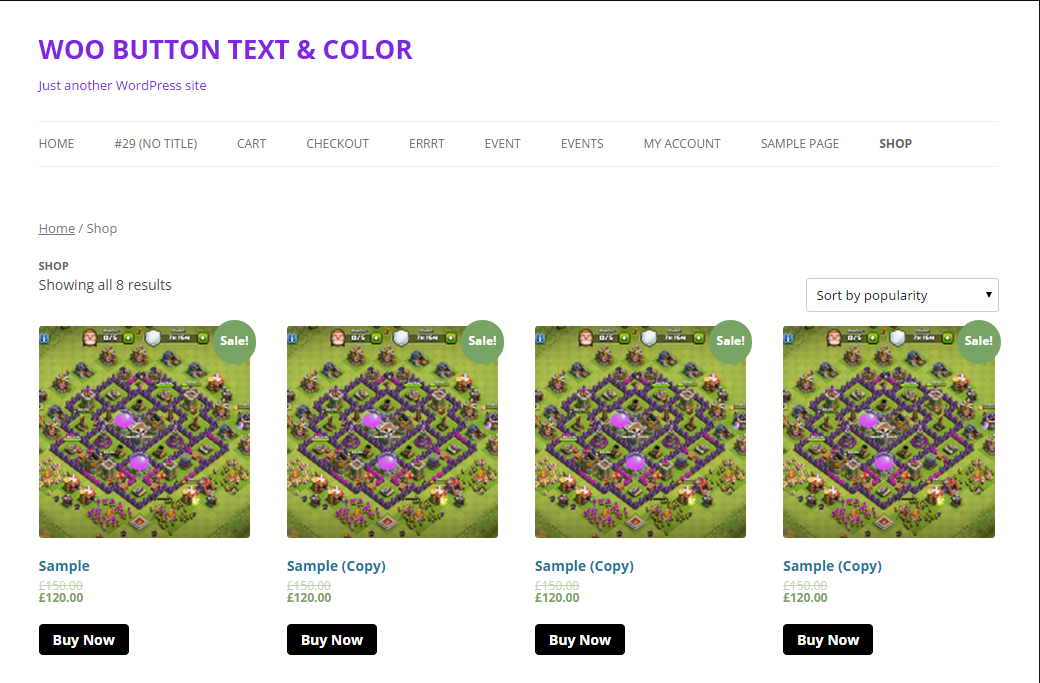 WOO BUTTON TEXT & COLOR
Just another WordPress site
HOME #29 (NO TITLE) CART CHECKOUT ERRRT EVENT EVENTS MY ACCOUNT SAMPLE PAGE SHOP
Home / Shop
SHOP
Showing all 8 results
Sort by popularity
Sale! Sale! Sale! Sale!
Sample Sample (Copy) Sample (Copy) Sample (Copy)
£150.00 £150.00 £150.00 £150.00
£120.00 £120.00 £120.00 £120.00
Buy Now Buy Now Buy Now Buy Now